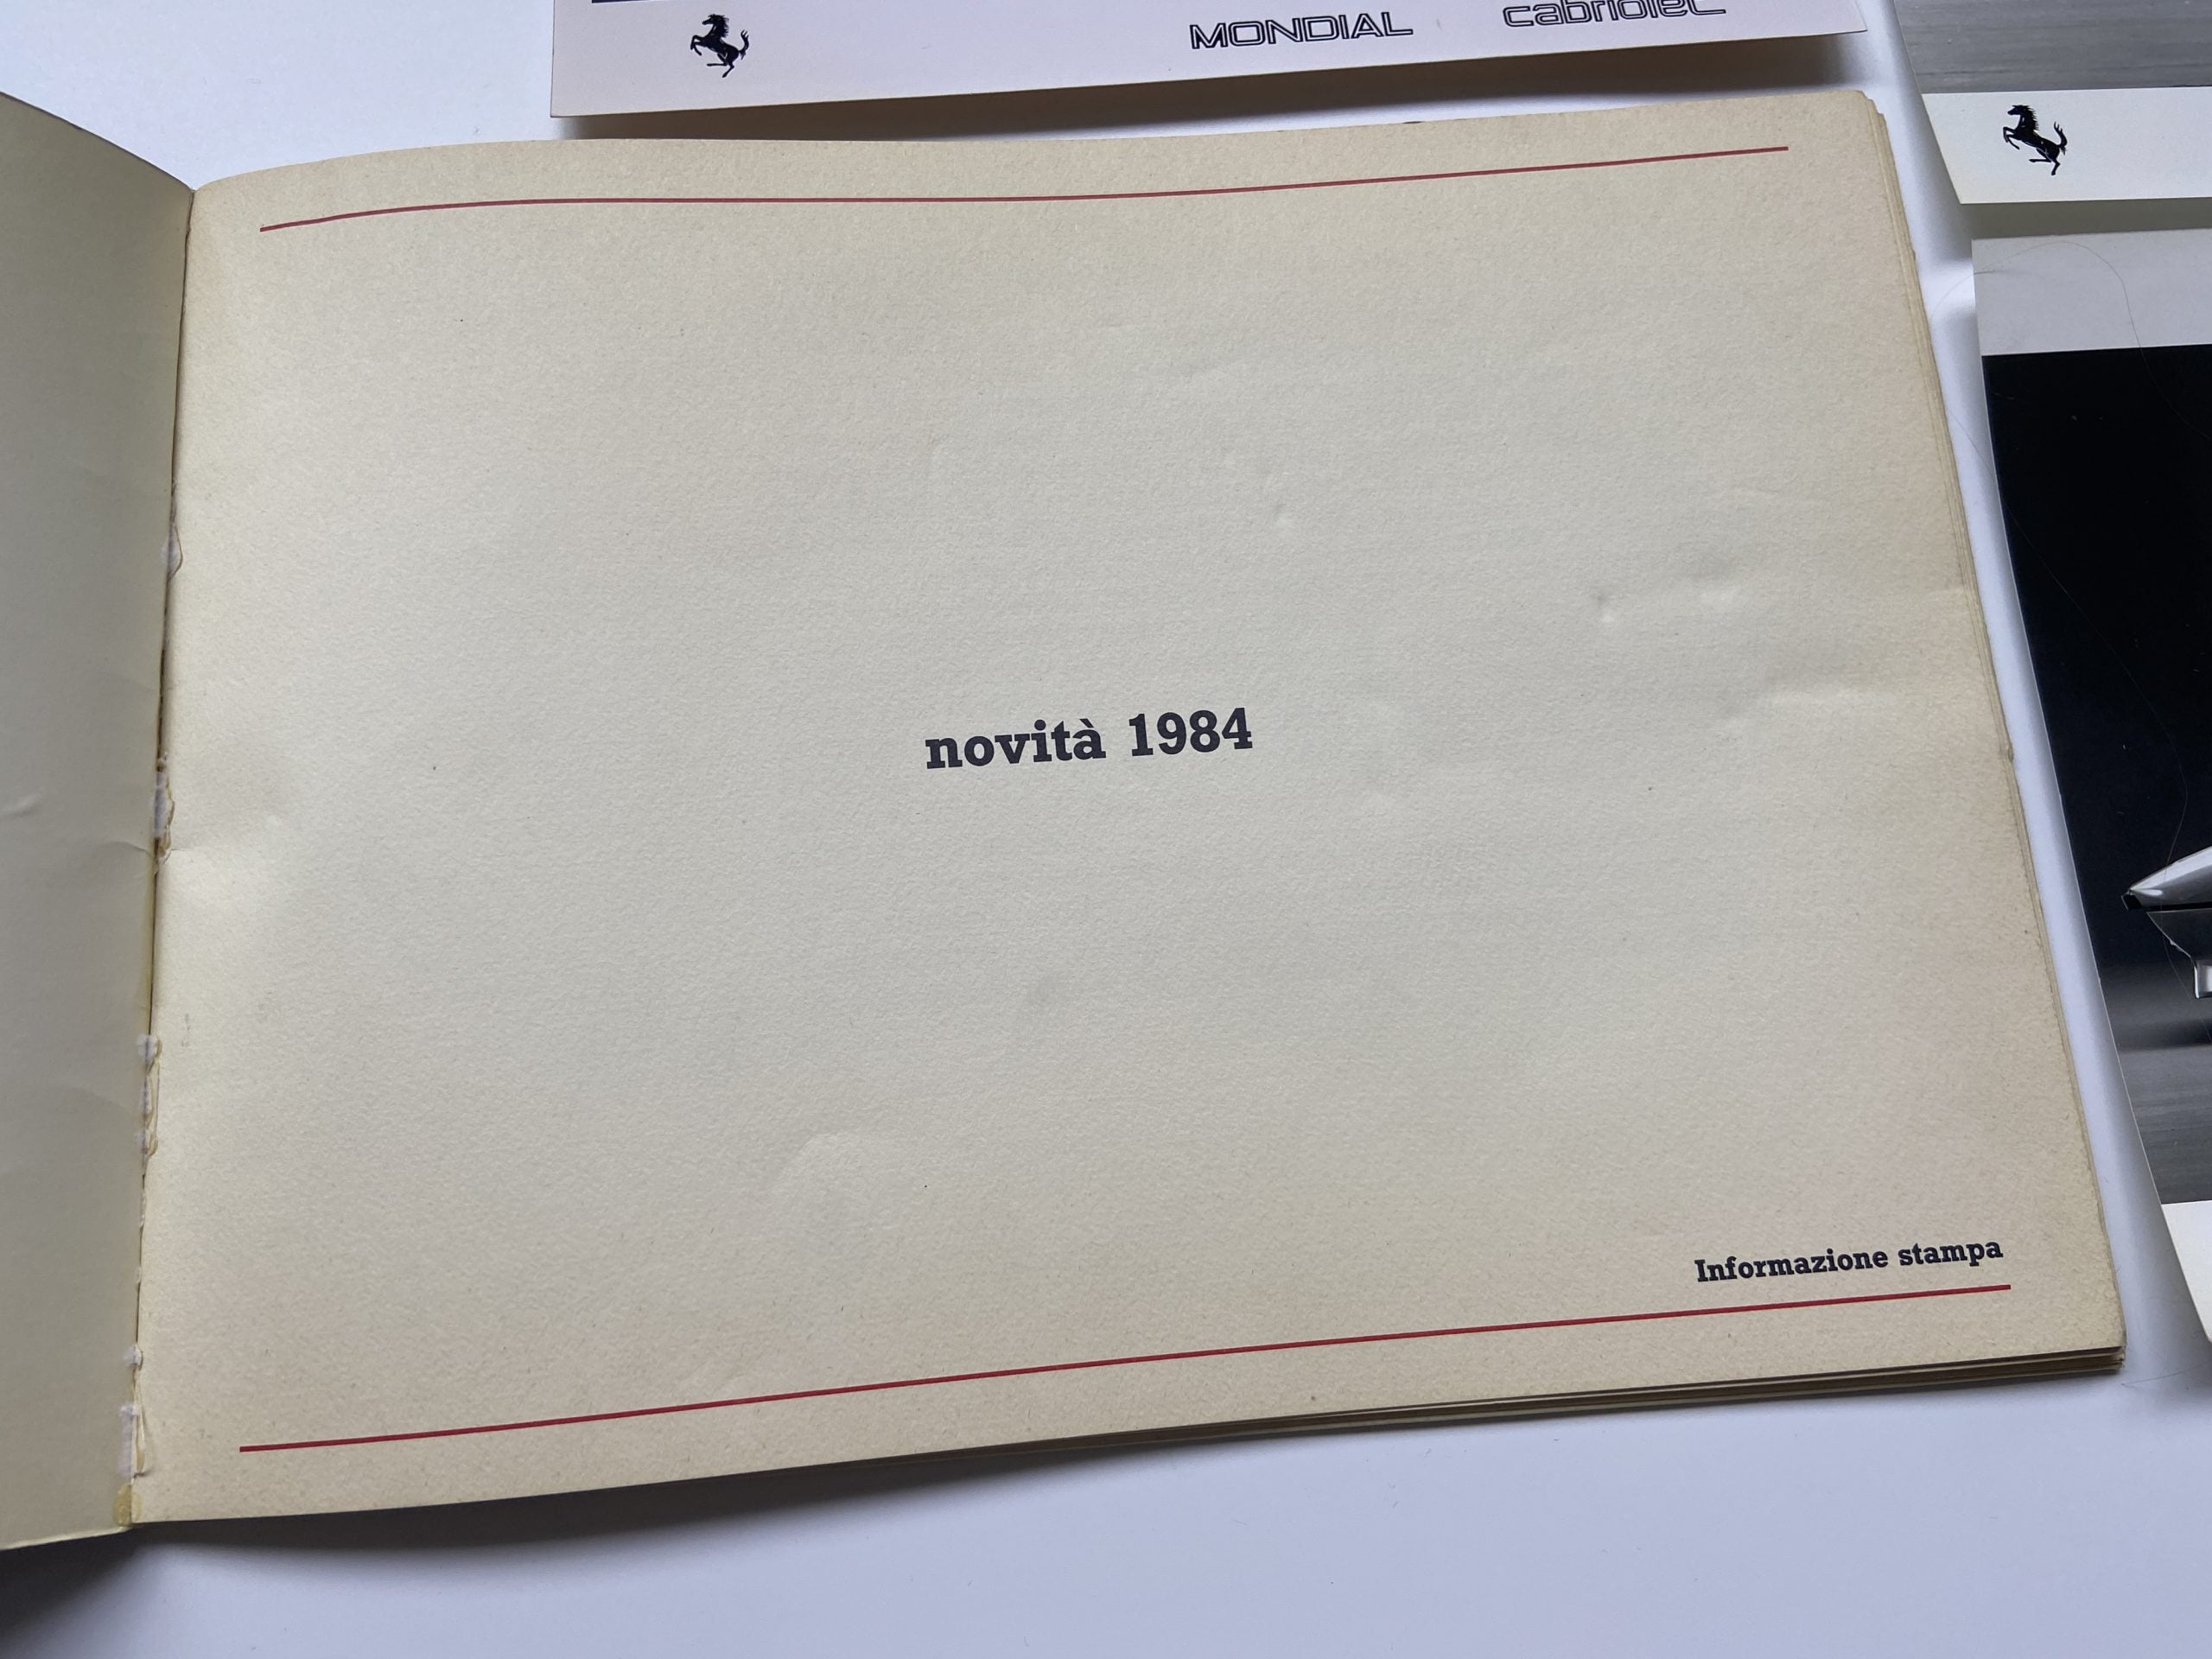 MONDIAL cabriolet
novità 1984
Informazione stampa